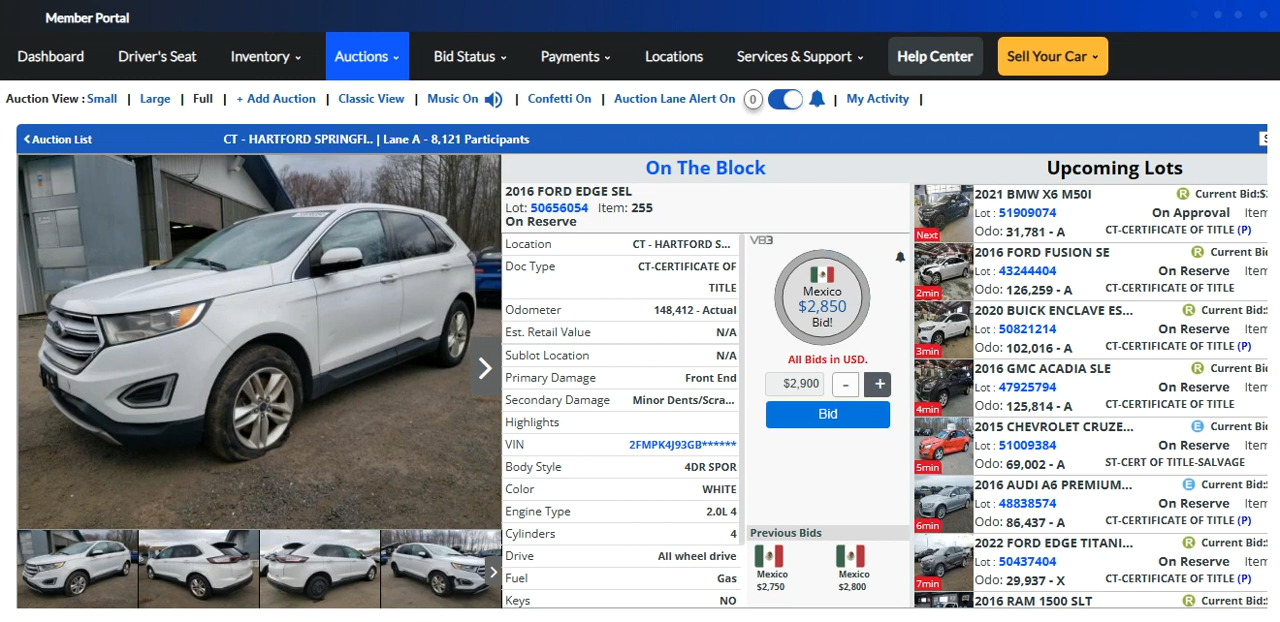 Member Portal
Dashboard Driver's Seat Inventory Auctions Bid Status Payments Locations Services & Support Help Center Sell Your Car
Auction View : Small | Large | Full | + Add Auction | Classic View | Music On | Confetti On | Auction Lane Alert On 0 | My Activity |
Auction List CT - HARTFORD SPRINGFI.. | Lane A - 8,121 Participants
On The Block
2016 FORD EDGE SEL
Lot: 50656054 Item: 255
On Reserve
Location CT - HARTFORD S...
Doc Type CT-CERTIFICATE OF
TITLE
Odometer 148,412 - Actual
Est. Retail Value N/A
Sublot Location N/A
Primary Damage Front End
Secondary Damage Minor Dents/Scra...
Highlights
VIN 2FMPK4J93GB******
Body Style 4DR SPOR
Color WHITE
Engine Type 2.0L 4
Cylinders 4
Drive All wheel drive
Fuel Gas
Keys NO
VB3
Mexico
$2,850
Bid!
All Bids in USD.
$2,900 - +
Bid
Previous Bids
Mexico
$2,750
Mexico
$2,800
Upcoming Lots
2021 BMW X6 M50I R Current Bid:
Lot : 51909074 On Approval Item
Odo: 31,781 - A CT-CERTIFICATE OF TITLE (P)
Next
2016 FORD FUSION SE R Current Bid
Lot : 43244404 On Reserve Item
Odo: 126,259 - A CT-CERTIFICATE OF TITLE
2min
2020 BUICK ENCLAVE ES... R Current Bid:
Lot : 50821214 On Reserve Item
Odo: 102,016 - A CT-CERTIFICATE OF TITLE (P)
3min
2016 GMC ACADIA SLE R Current Bid
Lot : 47925794 On Reserve Item
Odo: 125,814 - A CT-CERTIFICATE OF TITLE
4min
2015 CHEVROLET CRUZE... E Current Bid
Lot : 51009384 On Reserve Item
Odo: 69,002 - A ST-CERT OF TITLE-SALVAGE
5min
2016 AUDI A6 PREMIUM... E Current Bid:
Lot : 48838574 On Reserve Item
Odo: 86,437 - A CT-CERTIFICATE OF TITLE (P)
6min
2022 FORD EDGE TITANI... R Current Bid:
Lot : 50437404 On Reserve Item
Odo: 29,937 - X CT-CERTIFICATE OF TITLE (P)
7min
2016 RAM 1500 SLT R Current Bid: